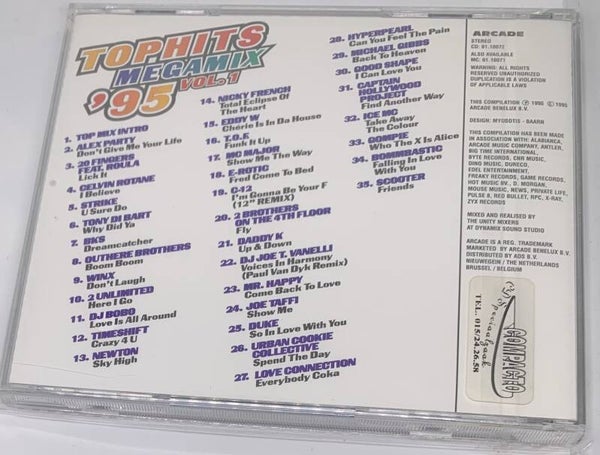 TOPHITS
MEGAMIX
'95 VOL.1
1. TOP MIX INTRO
2. ALEX PARTY
Don't Give Me Your Life
3. 20 FINGERS
FEAT. ROULA
Lick It
4. CELVIN ROTANE
I Believe
5. STRIKE
U Sure Do
6. TONY DI BART
Why Did Ya
7. BKS
Dreamcatcher
8. OUTHERE BROTHERS
Boom Boom
9. WINX
Don't Laugh
10. 2 UNLIMITED
Here I Go
11. DJ BOBO
Love Is All Around
12. TIMESHIFT
Crazy 4 U
13. NEWTON
Sky High
14. NICKY FRENCH
Total Eclipse Of
The Heart
15. EDDY W
Chérie Is In Da House
16. T.O.F
Funk It Up
17. MC MAJOR
Show Me The Way
18. E-ROTIC
Fred Come To Bed
19. C42
I'm Gonna Be Your F
(12" REMIX)
20. 2 BROTHERS
ON THE 4TH FLOOR
Fly
21. DADDY K
Up & Down
22. DJ JOE T. VANELLI
Voices In Harmony
(Paul Van Dyk Remix)
23. MR. HAPPY
Come Back To Love
24. JOE TAFFI
Show Me
25. DUKE
So In Love With You
26. URBAN COOKIE
COLLECTIVE
Spend The Day
27. LOVE CONNECTION
Everybody Coka
28. HYPERPEARL
Can You Feel The Pain
29. MICHAEL GIBBS
Back To Heaven
30. GOOD SHAPE
I Can Love You
31. CAPTAIN
HOLLYWOOD
PROJECT
Find Another Way
32. ICE MC
Take Away
The Colour
33. GOMPIE
Who The X Is Alice
34. BOMBASTIC
Falling In Love
With You
35. SCOOTER
Friends
ARCADE
STEREO
CD: 01.18071
ALSO AVAILABLE
MC: 61.18071
WARNING: ALL RIGHTS
RESERVED UNAUTHORIZED
DUPLICATION IS A VIOLATION
OF APPLICABLE LAWS
THIS COMPILATION ℗ 1995 © 1995
ARCADE BENELUX B.V.
DESIGN: MYOSOTIS - BAARN
THIS COMPILATION HAS BEEN MADE
IN ASSOCIATION WITH: ALABIANCA,
ARCADE MUSIC COMPANY, ANTLER,
BIG TIME INTERNATIONAL,
BYTE RECORDS, CNR MUSIC,
DINO MUSIC, DURECO,
EDEL ENTERTAINMENT,
FREAKY RECORDS, GAME RECORDS,
HOT MUSIC BV., D. MORGAN,
MOUSE MUSIC, NEWS, PRIVATE LIFE,
PULSE 8, RED BULLET, RPC, X-RAY,
ZYX RECORDS
MIXED AND REALISED BY
THE UNITY MIXERS
AT DYNAMIX SOUND STUDIO
ARCADE IS A REG. TRADEMARK
MARKETED BY ARCADE BENELUX B.V.
DISTRIBUTED BY ADS B.V.
NIEUWEGEIN / THE NETHERLANDS
BRUSSEL / BELGIUM
COMPACTO
TEL. 015/24.26.58